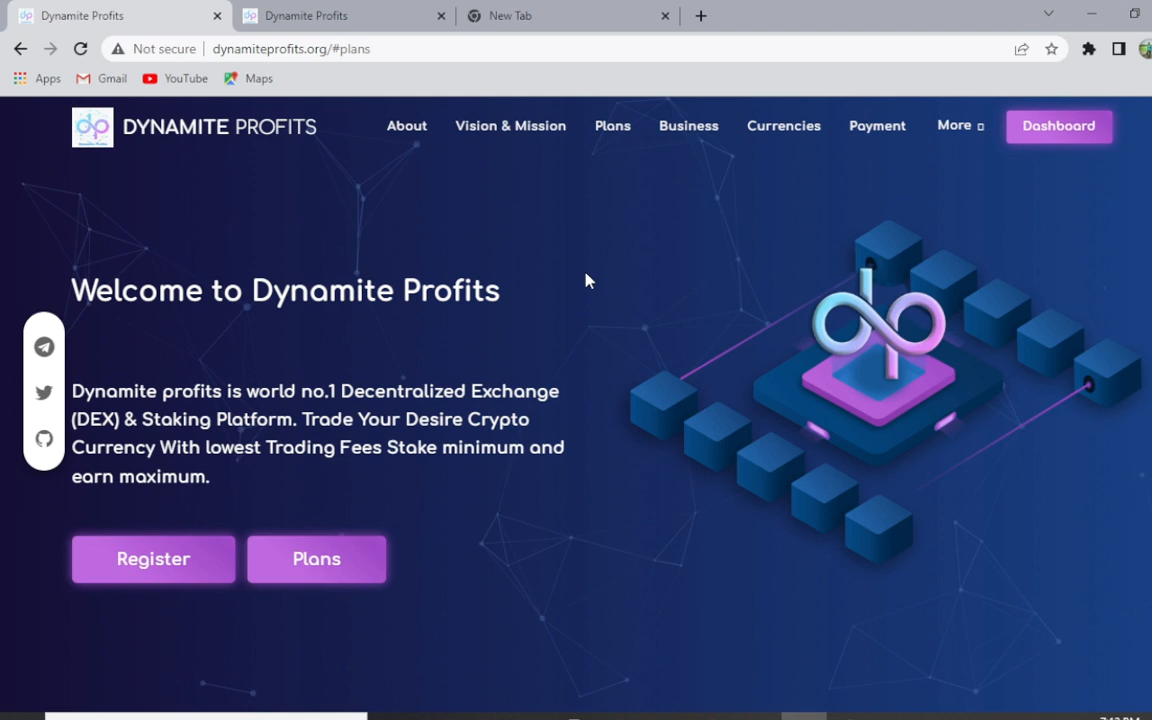 Dynamite Profits
Dynamite Profits
New Tab
Not secure
dynamiteprofits.org/#plans
Apps
Gmail
YouTube
Maps
DYNAMITE PROFITS
About
Vision & Mission
Plans
Business
Currencies
Payment
More
Dashboard
Welcome to Dynamite Profits
Dynamite profits is world no.1 Decentralized Exchange
(DEX) & Staking Platform. Trade Your Desire Crypto
Currency With lowest Trading Fees Stake minimum and
earn maximum.
Register
Plans